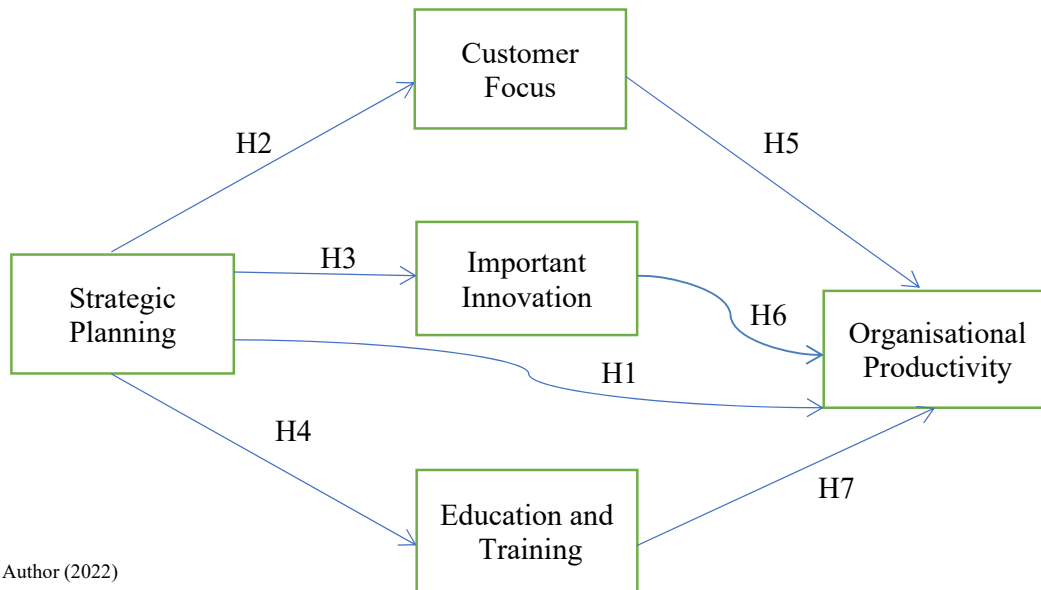 Customer
Focus
H2
H5
H3
Important
Innovation
Strategic
Planning
H6
Organisational
Productivity
H1
H4
H7
Education and
Training
Author (2022)